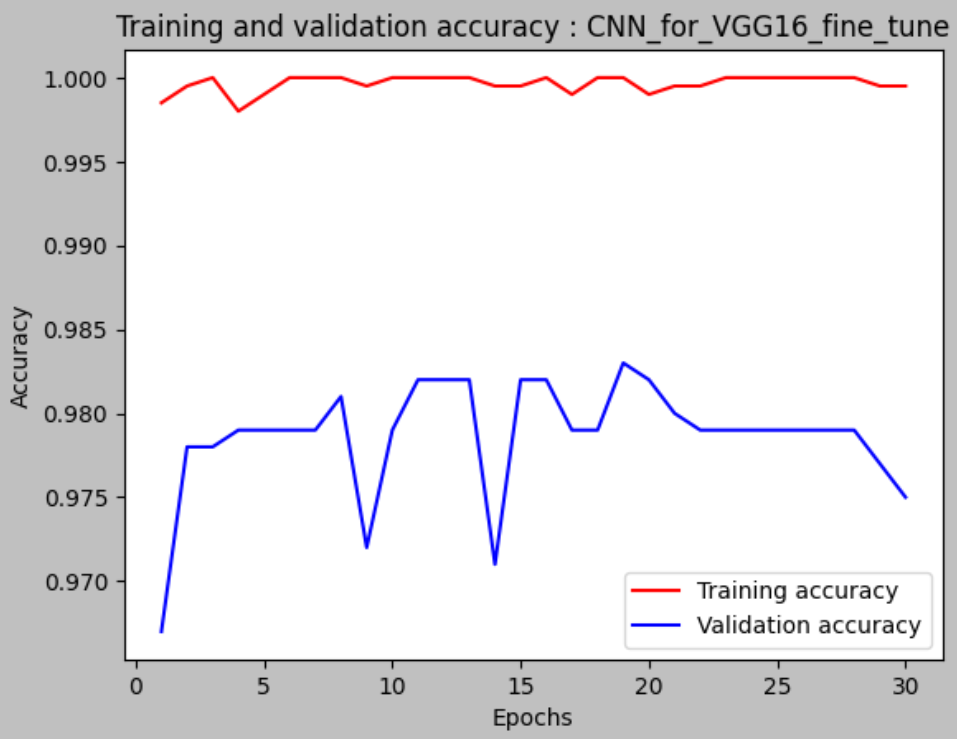 Training and validation accuracy : CNN_for_VGG16_fine_tune
1.000
0.995
0.990
0.985
0.980
0.975
0.970
Accuracy
Training accuracy
Validation accuracy
0 5 10 15 20 25 30
Epochs